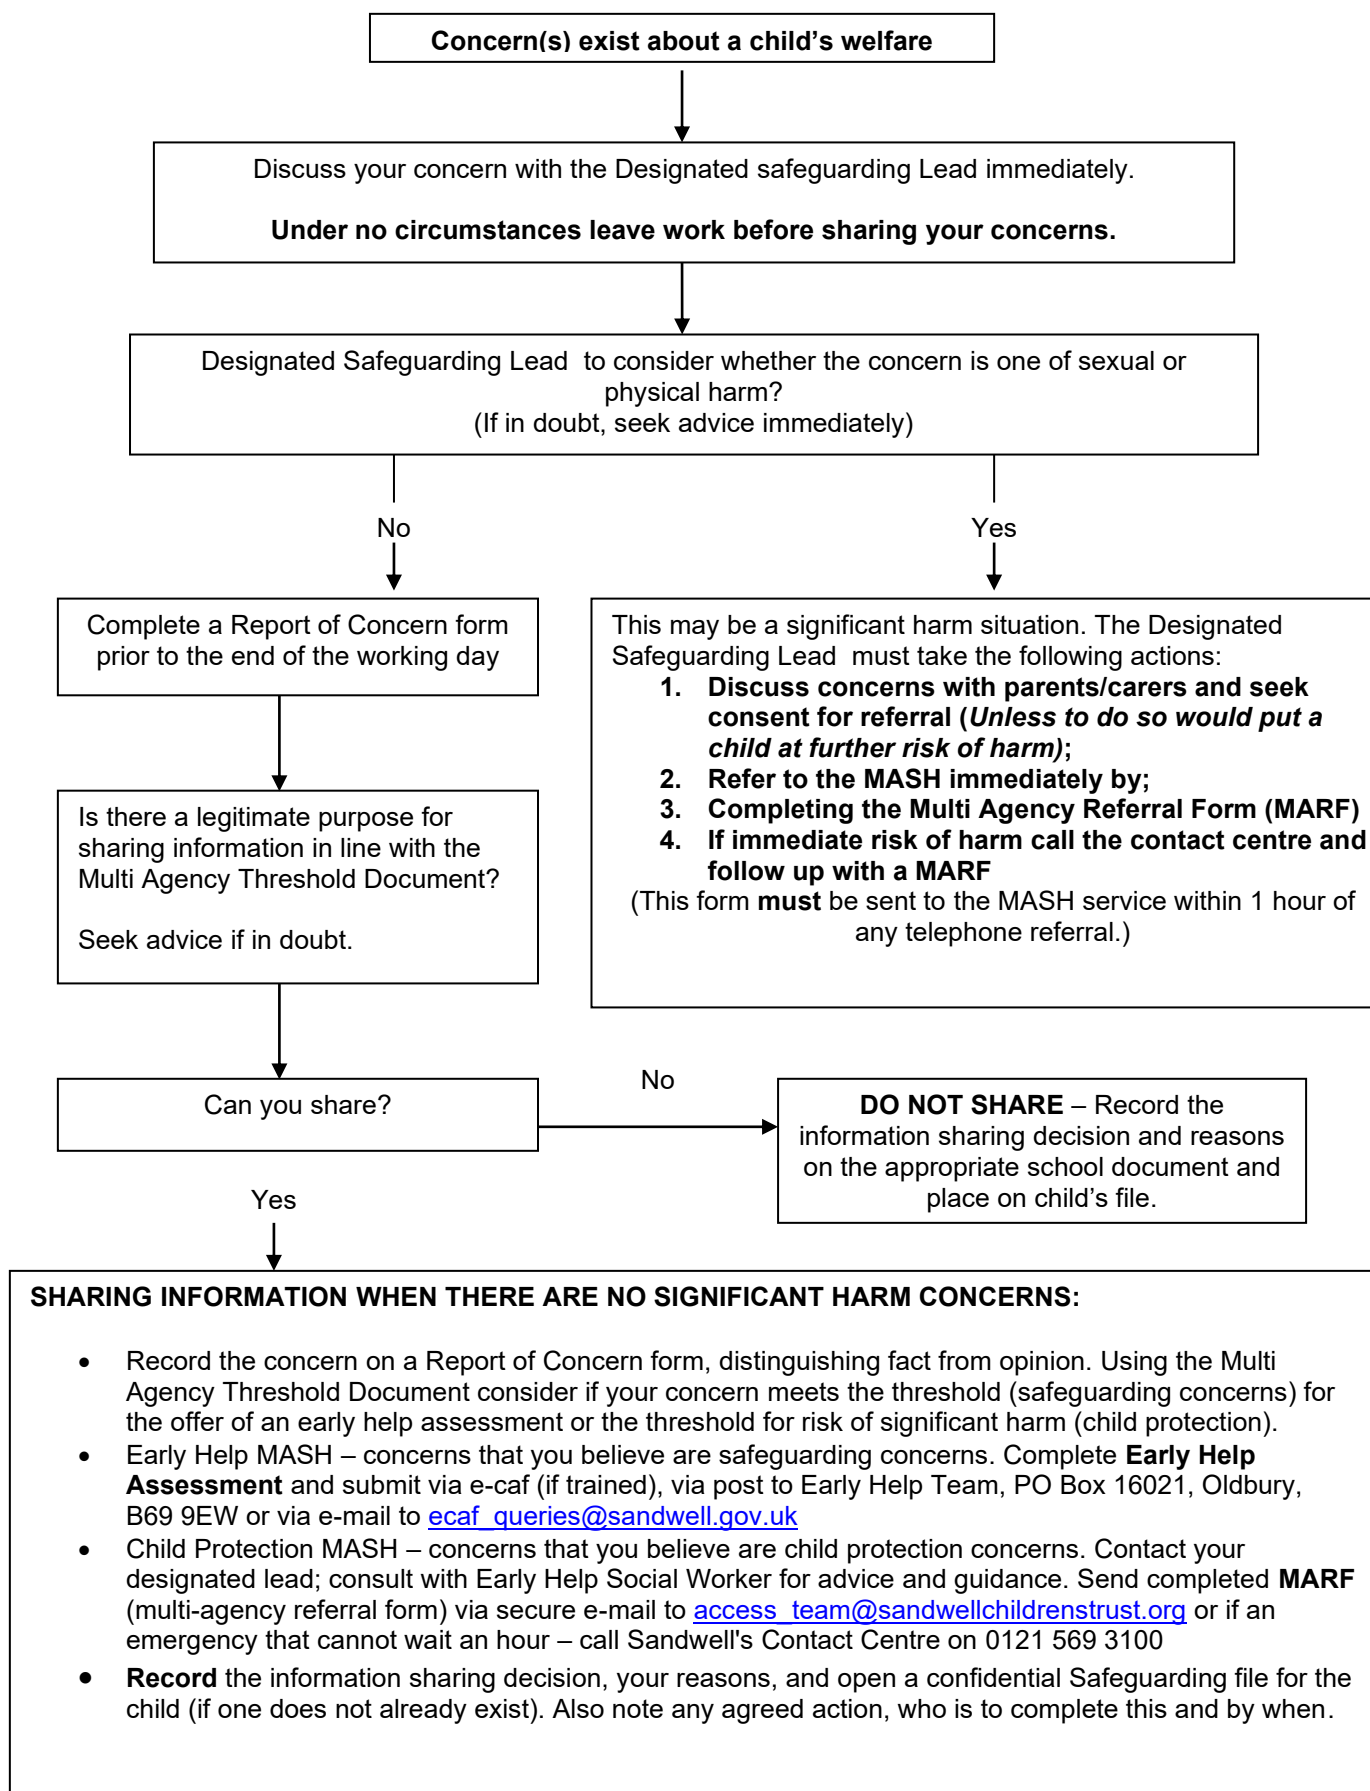 Concern(s) exist about a child’s welfare
Discuss your concern with the Designated safeguarding Lead immediately.
Under no circumstances leave work before sharing your concerns.
Designated Safeguarding Lead  to consider whether the concern is one of sexual or
physical harm?
(If in doubt, seek advice immediately)
No
Yes
Complete a Report of Concern form
prior to the end of the working day
This may be a significant harm situation. The Designated
Safeguarding Lead  must take the following actions:
1. Discuss concerns with parents/carers and seek
consent for referral (Unless to do so would put a
child at further risk of harm);
2. Refer to the MASH immediately by;
3. Completing the Multi Agency Referral Form (MARF)
4. If immediate risk of harm call the contact centre and
follow up with a MARF
(This form must be sent to the MASH service within 1 hour of
any telephone referral.)
Is there a legitimate purpose for
sharing information in line with the
Multi Agency Threshold Document?
Seek advice if in doubt.
Can you share?
No
DO NOT SHARE – Record the
information sharing decision and reasons
on the appropriate school document and
place on child’s file.
Yes
SHARING INFORMATION WHEN THERE ARE NO SIGNIFICANT HARM CONCERNS:
• Record the concern on a Report of Concern form, distinguishing fact from opinion. Using the Multi
Agency Threshold Document consider if your concern meets the threshold (safeguarding concerns) for
the offer of an early help assessment or the threshold for risk of significant harm (child protection).
• Early Help MASH – concerns that you believe are safeguarding concerns. Complete Early Help
Assessment and submit via e-caf (if trained), via post to Early Help Team, PO Box 16021, Oldbury,
B69 9EW or via e-mail to ecaf_queries@sandwell.gov.uk
• Child Protection MASH – concerns that you believe are child protection concerns. Contact your
designated lead; consult with Early Help Social Worker for advice and guidance. Send completed MARF
(multi-agency referral form) via secure e-mail to access_team@sandwellchildrenstrust.org or if an
emergency that cannot wait an hour – call Sandwell's Contact Centre on 0121 569 3100
• Record the information sharing decision, your reasons, and open a confidential Safeguarding file for the
child (if one does not already exist). Also note any agreed action, who is to complete this and by when.